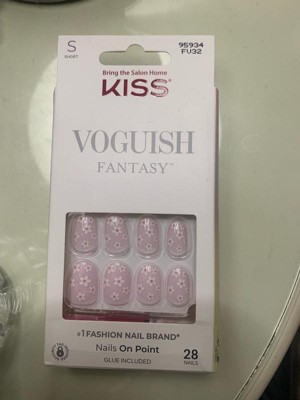 S
SHORT
95934
FV32
Bring the Salon Home
KISS
VOGUISH
FANTASY™
#1 FASHION NAIL BRAND*
Nails On Point
GLUE INCLUDED
28
NAILS